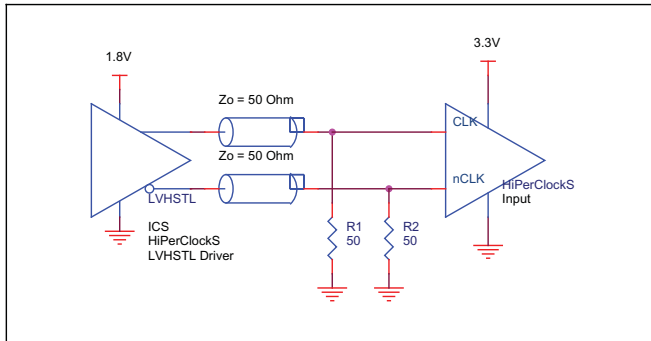 1.8V
3.3V
Zo = 50 Ohm
CLK
Zo = 50 Ohm
nCLK
HiPerClockS
Input
LVHSTL
ICS
HiPerClockS
LVHSTL Driver
R1
50
R2
50